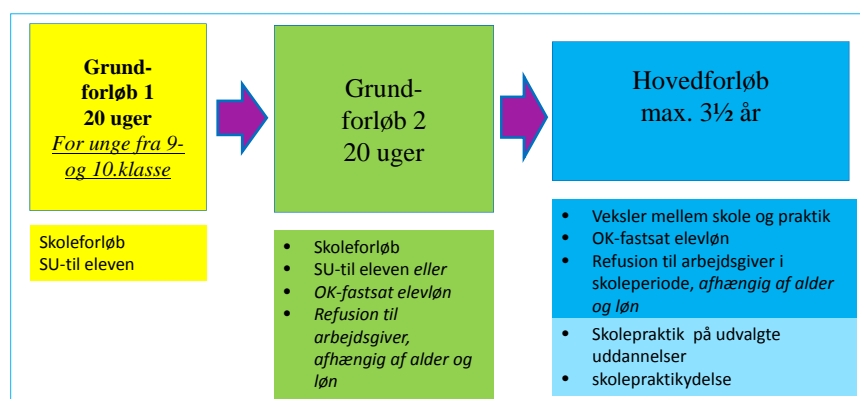 Grund-
forløb 1
20 uger
For unge fra 9-
og 10.klasse
Skoleforløb
SU-til eleven
Grund-
forløb 2
20 uger
• Skoleforløb
• SU-til eleven eller
• OK-fastsat elevløn
• Refusion til
arbejdsgiver,
afhængig af alder og
løn
Hovedforløb
max. 3½ år
• Veksler mellem skole og praktik
• OK-fastsat elevløn
• Refusion til arbejdsgiver i
skoleperiode, afhængig af alder
og løn
• Skolepraktik på udvalgte
uddannelser
• skolepraktikydelse